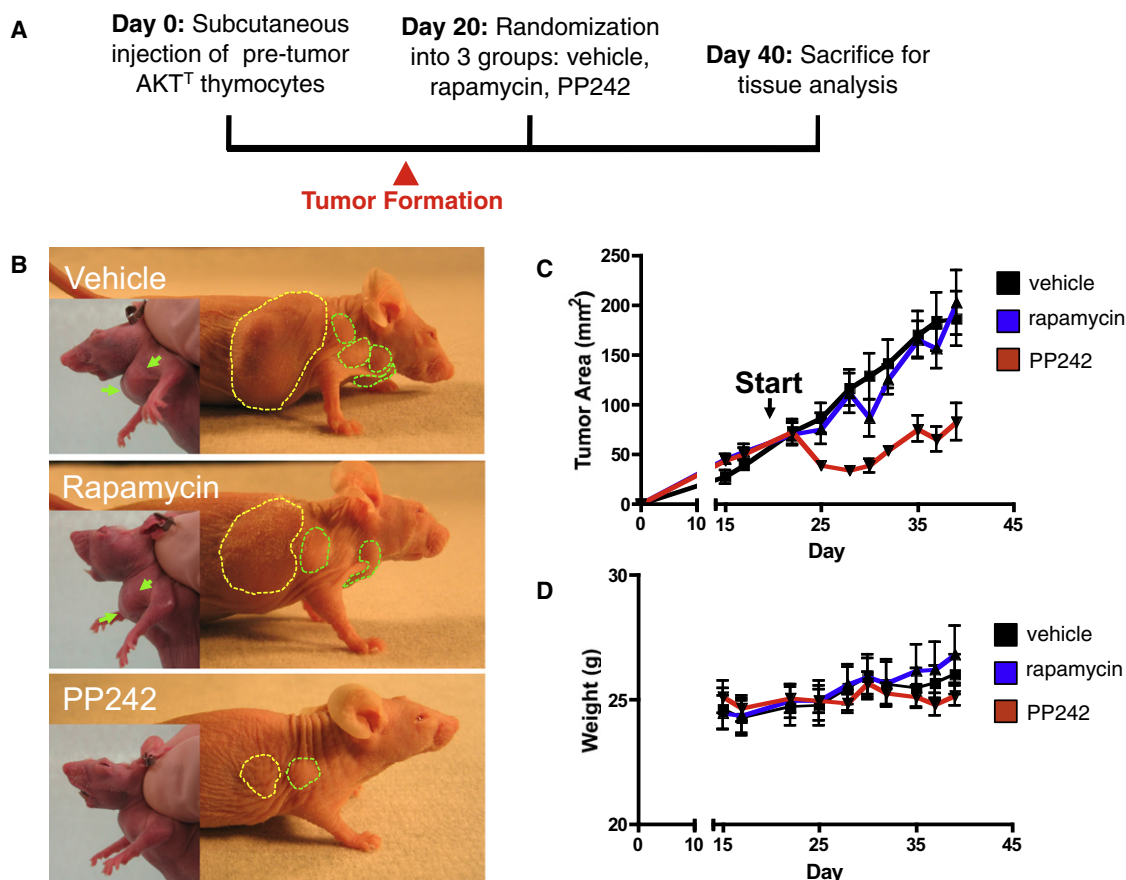 A
Day 0: Subcutaneous
injection of pre-tumor
AKTᵀ thymocytes
Day 20: Randomization
into 3 groups: vehicle,
rapamycin, PP242
Day 40: Sacrifice for
tissue analysis
Tumor Formation
B
Vehicle
Rapamycin
PP242
C
Tumor Area (mm²)
250
200
150
100
50
0
Start
0
10
15
25
35
45
Day
vehicle
rapamycin
PP242
D
Weight (g)
30
25
20
0
10
15
25
35
45
Day
vehicle
rapamycin
PP242